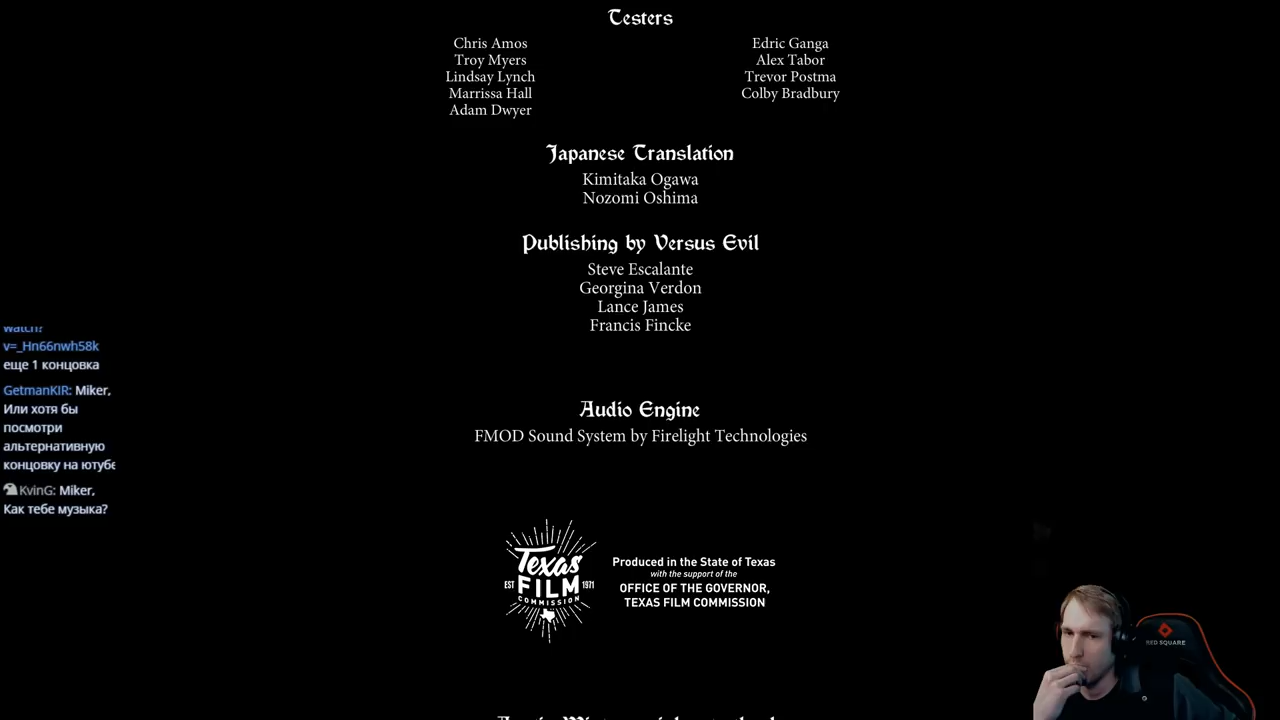 Testers
Chris Amos
Troy Myers
Lindsay Lynch
Marrissa Hall
Adam Dwyer
Edric Ganga
Alex Tabor
Trevor Postma
Colby Bradbury
Japanese Translation
Kimitaka Ogawa
Nozomi Oshima
Publishing by Versus Evil
Steve Escalante
Georgina Verdon
Lance James
Francis Fincke
Audio Engine
FMOD Sound System by Firelight Technologies
Texas
EST FILM 1971
COMMISSION
Produced in the State of Texas
with the support of the
OFFICE OF THE GOVERNOR,
TEXAS FILM COMMISSION
watch?
v=_Hn66nwh58k
еще 1 концовка
GetmanKIR: Miker,
Или хотя бы
посмотри
альтернативную
концовку на ютубе
KvinG: Miker,
Как тебе музыка?
RED SQUARE